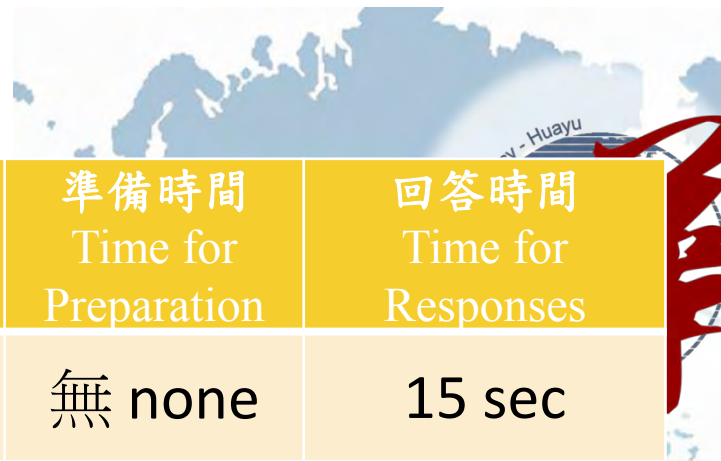 - Huayu
準備時間
Time for
Preparation
回答時間
Time for
Responses
無 none
15 sec